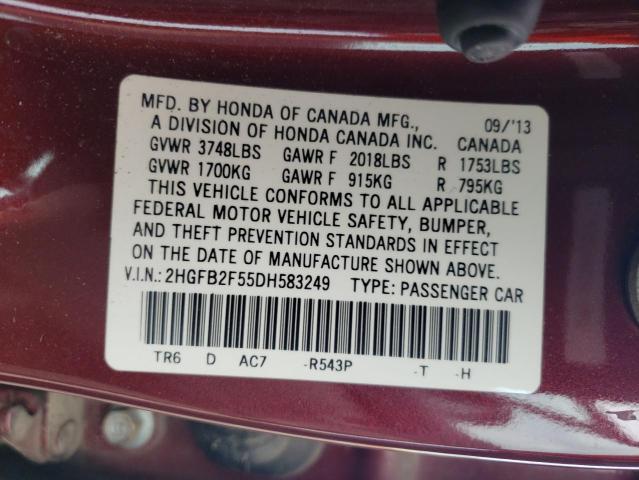 MFD. BY HONDA OF CANADA MFG., 09/'13
A DIVISION OF HONDA CANADA INC. CANADA
GVWR 3748LBS GAWR F 2018LBS R 1753LBS
GVWR 1700KG GAWR F 915KG R 795KG
THIS VEHICLE CONFORMS TO ALL APPLICABLE
FEDERAL MOTOR VEHICLE SAFETY, BUMPER,
AND THEFT PREVENTION STANDARDS IN EFFECT
ON THE DATE OF MANUFACTURE SHOWN ABOVE.
V.I.N.: 2HGFB2F55DH583249 TYPE: PASSENGER CAR
TR6 D AC7 -R543P -T -H